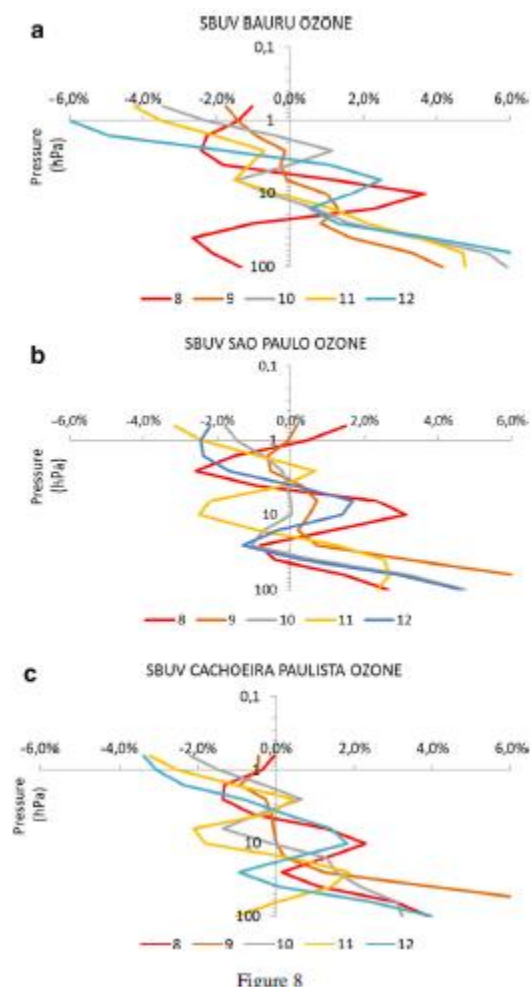 a
SBUV BAURU OZONE
0,1
-6,0% -4,0% -2,0% 0,0% 2,0% 4,0% 6,0%
1
Pressure
(hPa)
10
100
8 9 10 11 12
b
SBUV SAO PAULO OZONE
0,1
-6,0% -4,0% -2,0% 0,0% 2,0% 4,0% 6,0%
1
Pressure
(hPa)
10
100
8 9 10 11 12
c
SBUV CACHOEIRA PAULISTA OZONE
0,1
-6,0% -4,0% -2,0% 0,0% 2,0% 4,0% 6,0%
1
Pressure
(hPa)
10
100
8 9 10 11 12
Figure 8